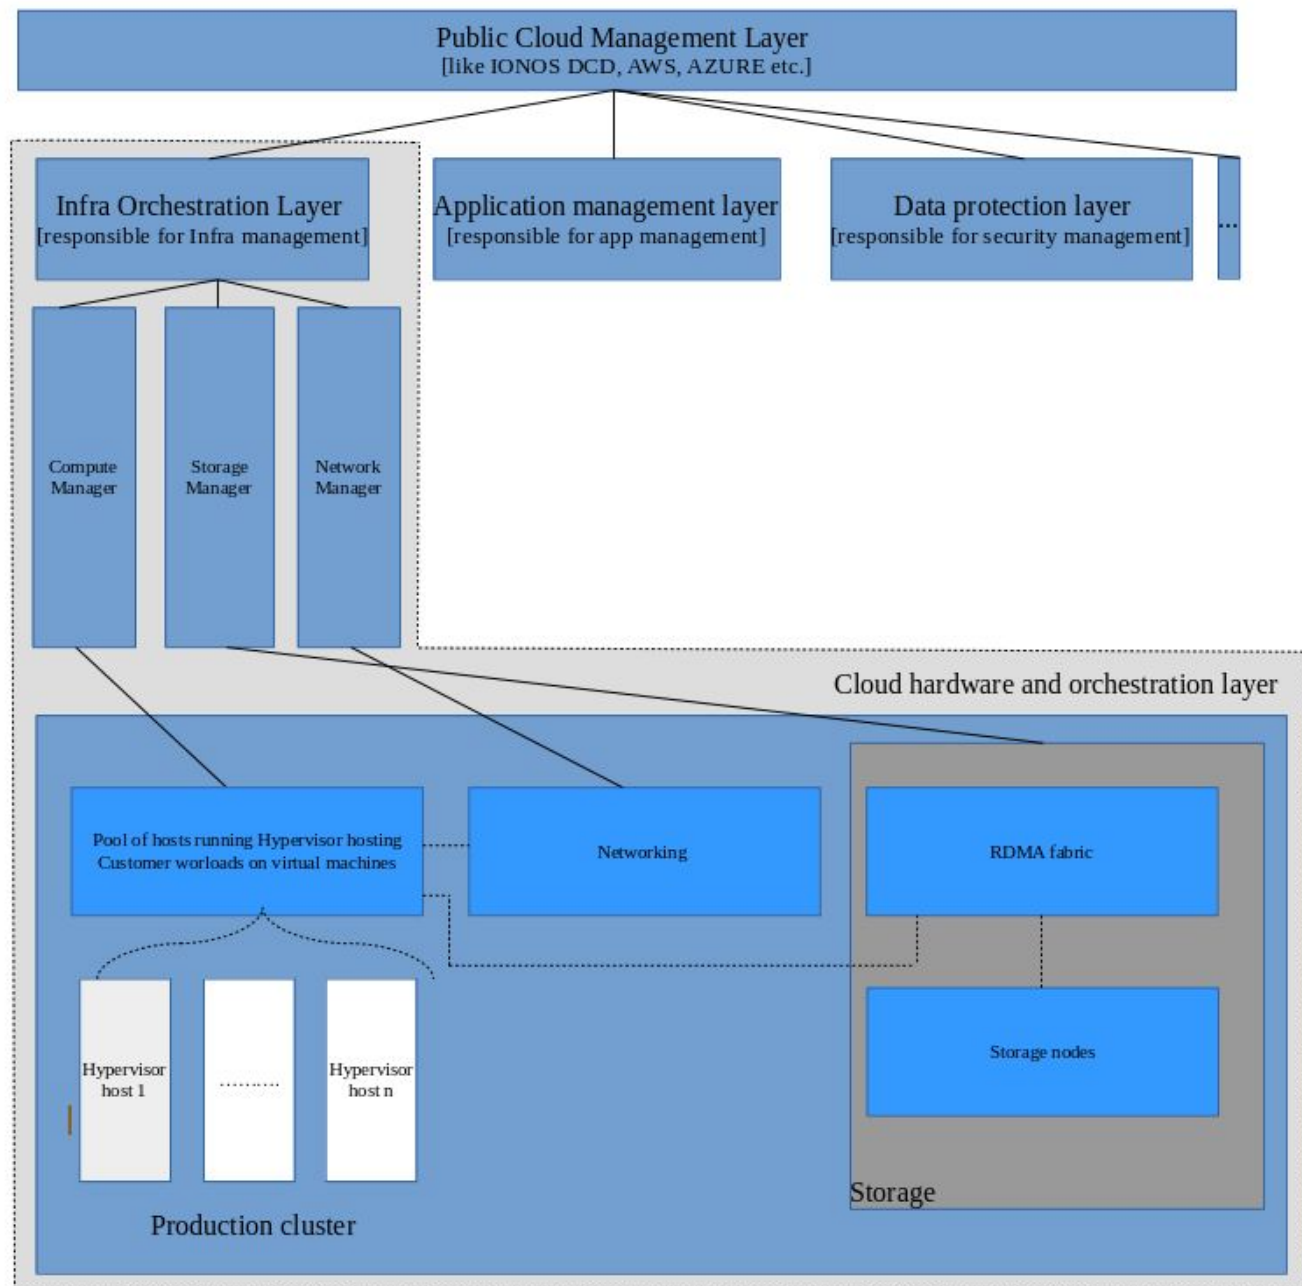 Public Cloud Management Layer
[like IONOS DCD, AWS, AZURE etc.]
Infra Orchestration Layer
[responsible for Infra management]
Application management layer
[responsible for app management]
Data protection layer
[responsible for security management]
...
Compute
Manager
Storage
Manager
Network
Manager
Cloud hardware and orchestration layer
Pool of hosts running Hypervisor hosting
Customer worloads on virtual machines
Networking
RDMA fabric
Hypervisor
host 1
..........
Hypervisor
host n
Storage nodes
Storage
Production cluster